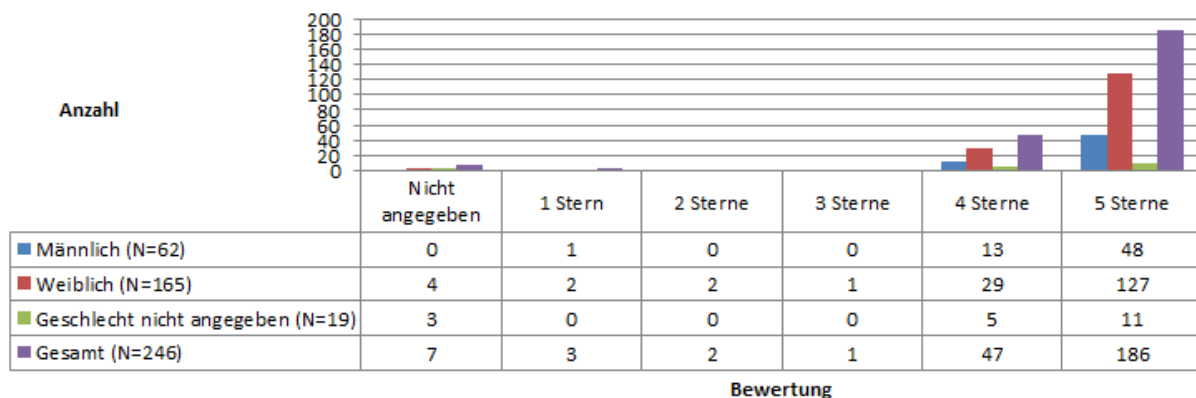 200
180
160
140
120
100
80
60
40
20
0
Anzahl
Nicht angegeben 1 Stern 2 Sterne 3 Sterne 4 Sterne 5 Sterne
Männlich (N=62) 0 1 0 0 13 48
Weiblich (N=165) 4 2 2 1 29 127
Geschlecht nicht angegeben (N=19) 3 0 0 0 5 11
Gesamt (N=246) 7 3 2 1 47 186
Bewertung